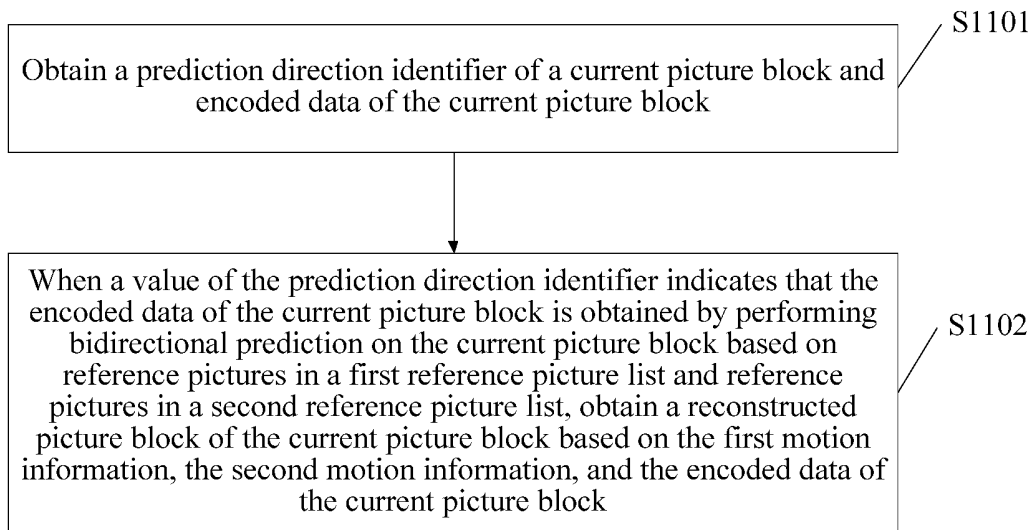 S1101
Obtain a prediction direction identifier of a current picture block and
encoded data of the current picture block
S1102
When a value of the prediction direction identifier indicates that the
encoded data of the current picture block is obtained by performing
bidirectional prediction on the current picture block based on
reference pictures in a first reference picture list and reference
pictures in a second reference picture list, obtain a reconstructed
picture block of the current picture block based on the first motion
information, the second motion information, and the encoded data of
the current picture block